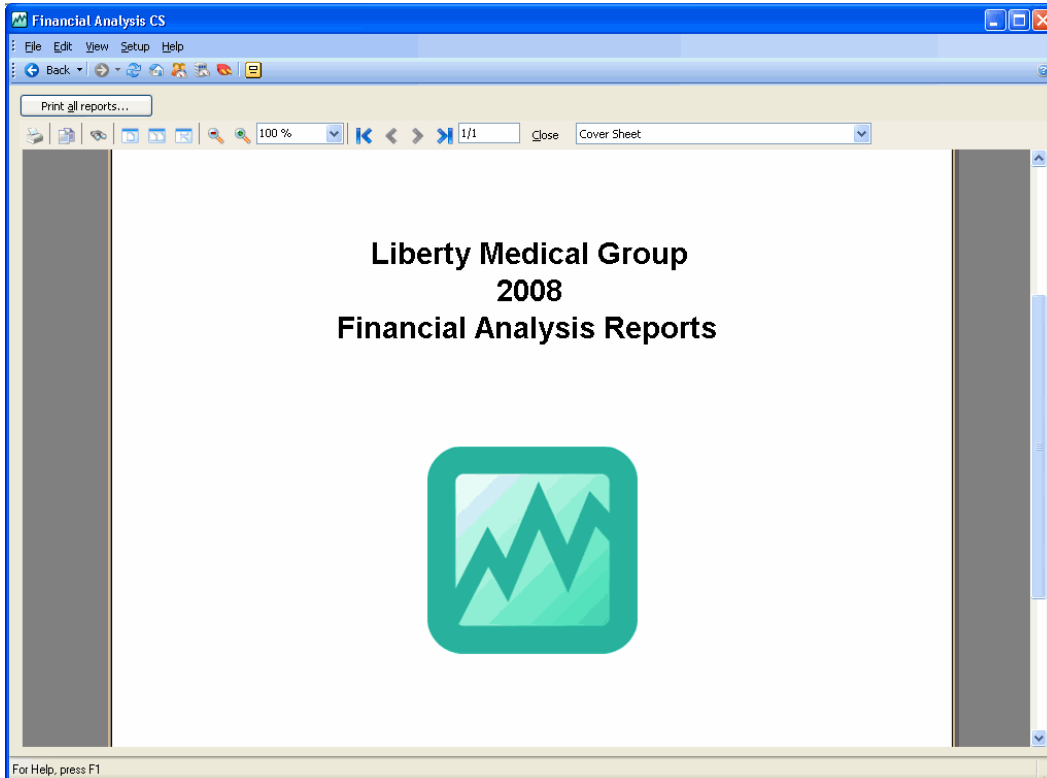 Financial Analysis CS
File Edit View Setup Help
Back
Print all reports...
100 % 1/1 Close Cover Sheet
Liberty Medical Group
2008
Financial Analysis Reports
For Help, press F1